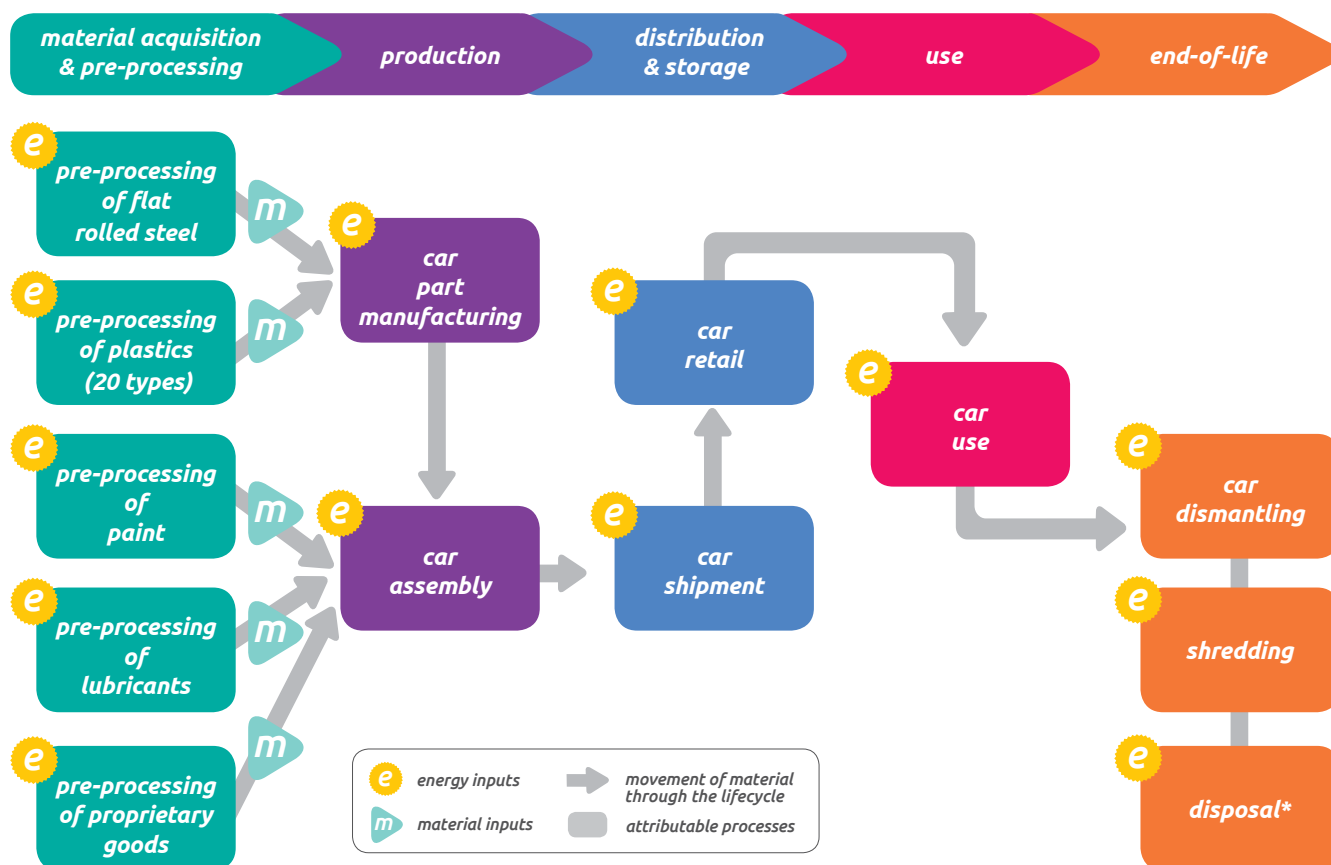 material acquisition
& pre-processing
production
distribution
& storage
use
end-of-life
e
pre-processing
of flat
rolled steel
m
e
pre-processing
of plastics
(20 types)
m
e
pre-processing
of
paint
m
e
pre-processing
of
lubricants
m
e
pre-processing
of proprietary
goods
m
e
car
part
manufacturing
e
car
assembly
e
car
retail
e
car
shipment
e
car
use
e
car
dismantling
e
shredding
e
disposal*
e energy inputs
m material inputs
movement of material
through the lifecycle
attributable processes